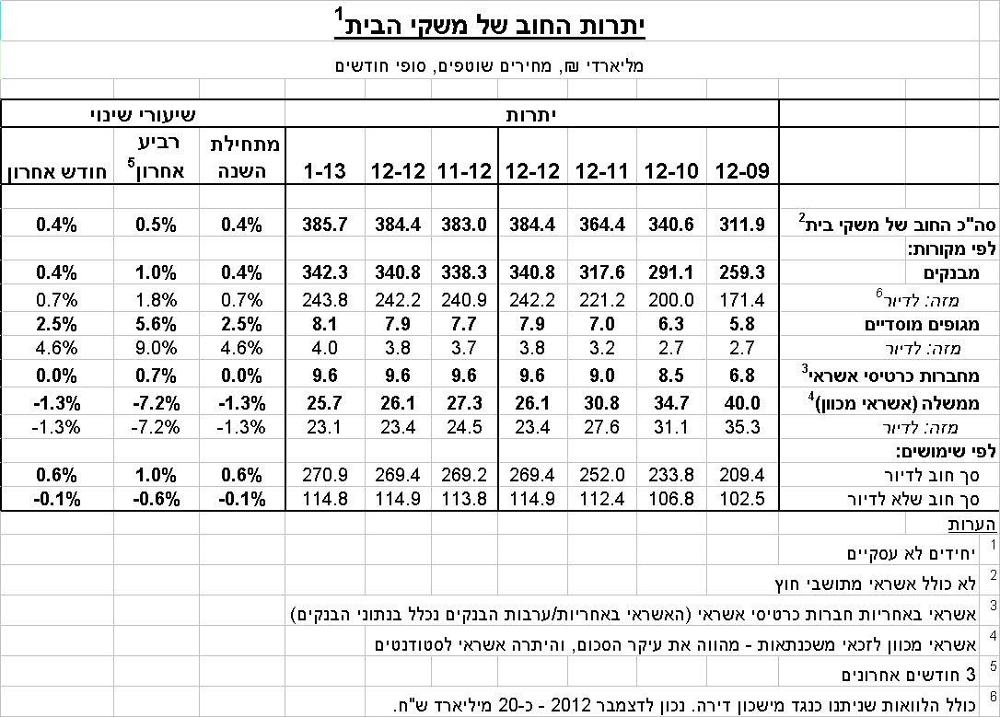 יתרות החוב של משקי הבית1
מליארדי ₪, מחירים שוטפים, סופי חודשים
יתרות שיעורי שינוי
12-09 12-10 12-11 12-12 11-12 12-12 1-13 מתחילת השנה רביע אחרון5 חודש אחרון
סה"כ החוב של משקי בית2 311.9 340.6 364.4 384.4 383.0 384.4 385.7 0.4% 0.5% 0.4%
לפי מקורות:
מבנקים 259.3 291.1 317.6 340.8 338.3 340.8 342.3 0.4% 1.0% 0.4%
מזה: לדיור6 171.4 200.0 221.2 242.2 240.9 242.2 243.8 0.7% 1.8% 0.7%
מגופים מוסדיים 5.8 6.3 7.0 7.9 7.7 7.9 8.1 2.5% 5.6% 2.5%
מזה: לדיור 2.7 2.7 3.2 3.8 3.7 3.8 4.0 4.6% 9.0% 4.6%
מחברות כרטיסי אשראי3 6.8 8.5 9.0 9.6 9.6 9.6 9.6 0.0% 0.7% 0.0%
ממשלה (אשראי מכוון)4 40.0 34.7 30.8 26.1 27.3 26.1 25.7 -1.3% -7.2% -1.3%
מזה: לדיור 35.3 31.1 27.6 23.4 24.5 23.4 23.1 -1.3% -7.2% -1.3%
לפי שימושים:
סך חוב לדיור 209.4 233.8 252.0 269.4 269.2 269.4 270.9 0.6% 1.0% 0.6%
סך חוב שלא לדיור 102.5 106.8 112.4 114.9 113.8 114.9 114.8 -0.1% -0.6% -0.1%
הערות
1 יחידים לא עסקיים
2 לא כולל אשראי מתושבי חוץ
3 אשראי באחריות חברות כרטיסי אשראי (האשראי באחריות/ערבות הבנקים נכלל בנתוני הבנקים)
4 אשראי מכוון לזכאי משכנתאות - מהווה את עיקר הסכום, והיתרה אשראי לסטודנטים
5 3 חודשים אחרונים
6 כולל הלוואות שניתנו כנגד מישכון דירה. נכון לדצמבר 2012 - כ-20 מיליארד ש"ח.